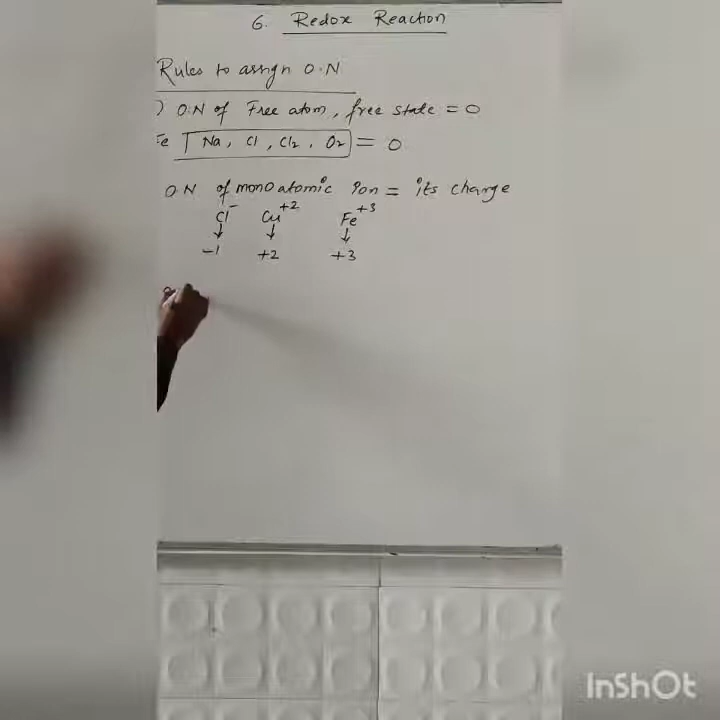 6. Redox Reaction
Rules to assign O.N
) O.N of Free atom, free state = 0
Fe Na, Cl, Cl₂, O₂ = 0
O.N of monoatomic ion = its charge
Cl⁻ Cu⁺² Fe⁺³
↓ ↓ ↓
-1 +2 +3
InShOt